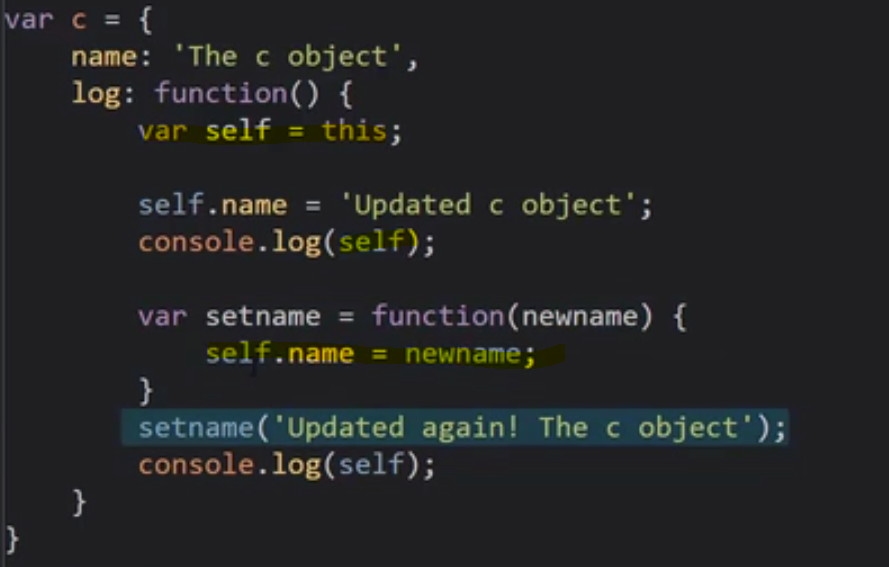 var c = {
    name: 'The c object',
    log: function() {
        var self = this;

        self.name = 'Updated c object';
        console.log(self);

        var setname = function(newname) {
            self.name = newname;
        }
        setname('Updated again! The c object');
        console.log(self);
    }
}